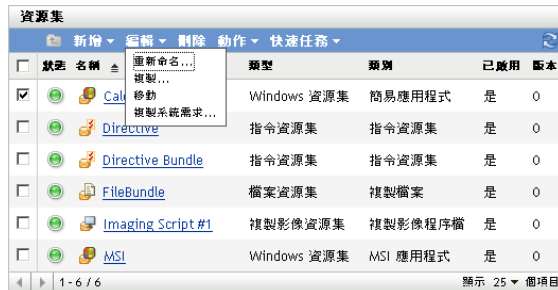 資源集
新增 編輯 刪除 動作 快速任務
狀態 名稱 類型 類別 已啟用 版本
重新命名...
複製...
移動
複製系統需求...
Windows 資源集 簡易應用程式 是 0
Directive 指令資源集 指令資源集 是 0
Directive Bundle 指令資源集 指令資源集 是 0
FileBundle 檔案資源集 複製檔案 是 0
Imaging Script #1 複製影像資源集 複製影像程序檔 是 0
MSI Windows 資源集 MSI 應用程式 是 0
1 - 6 / 6 顯示 25 個項目